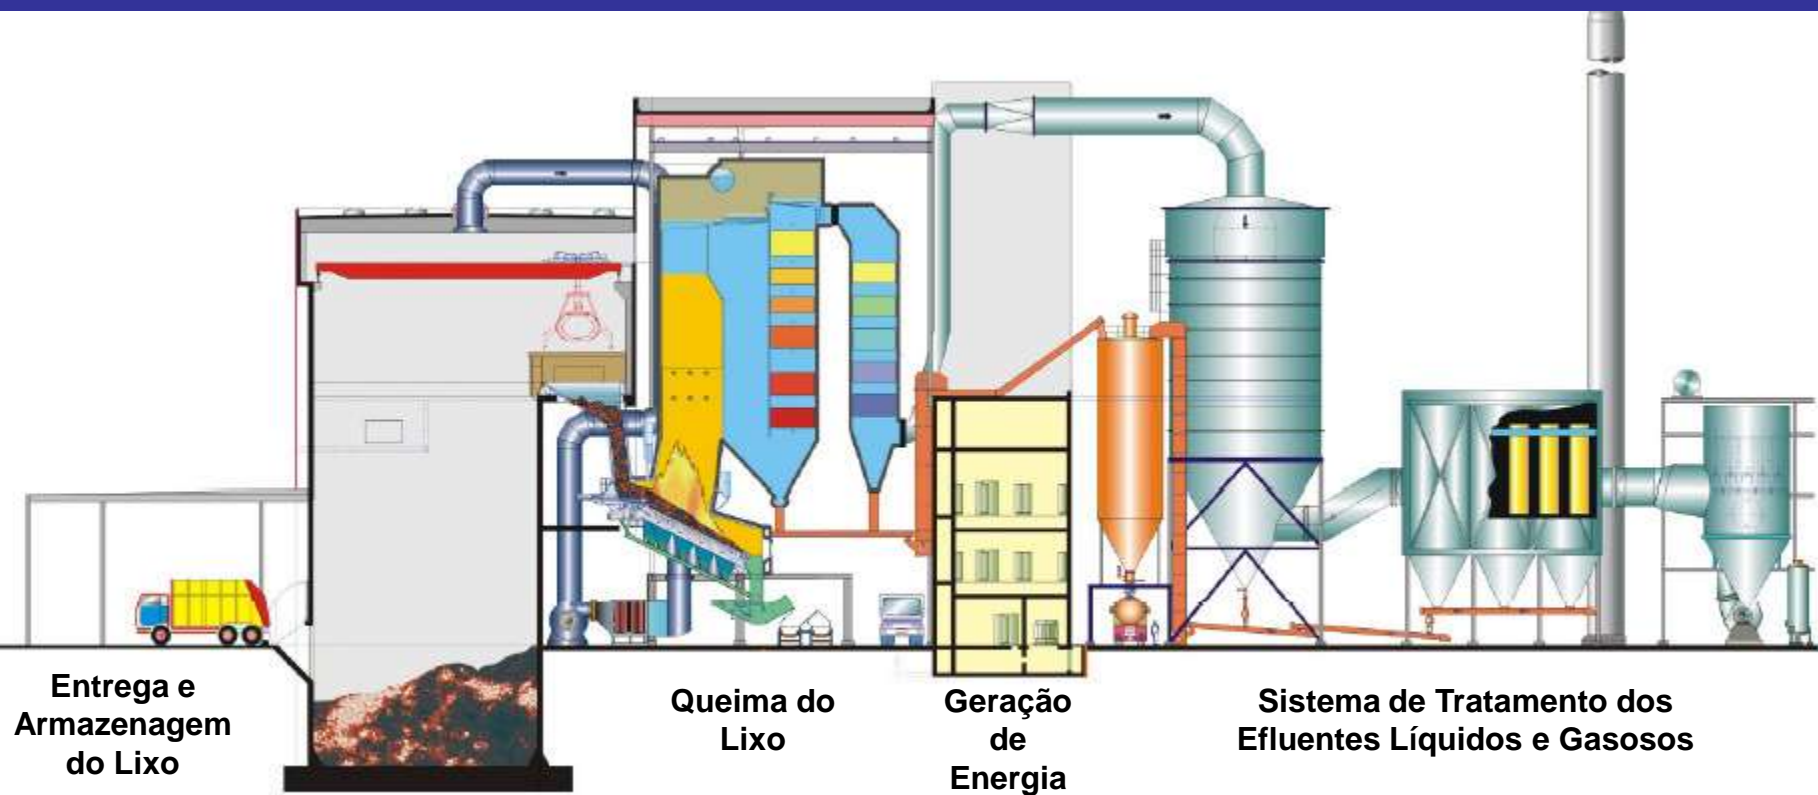 Entrega e
Armazenagem
do Lixo
Queima do
Lixo
Geração
de
Energia
Sistema de Tratamento dos
Efluentes Líquidos e Gasosos